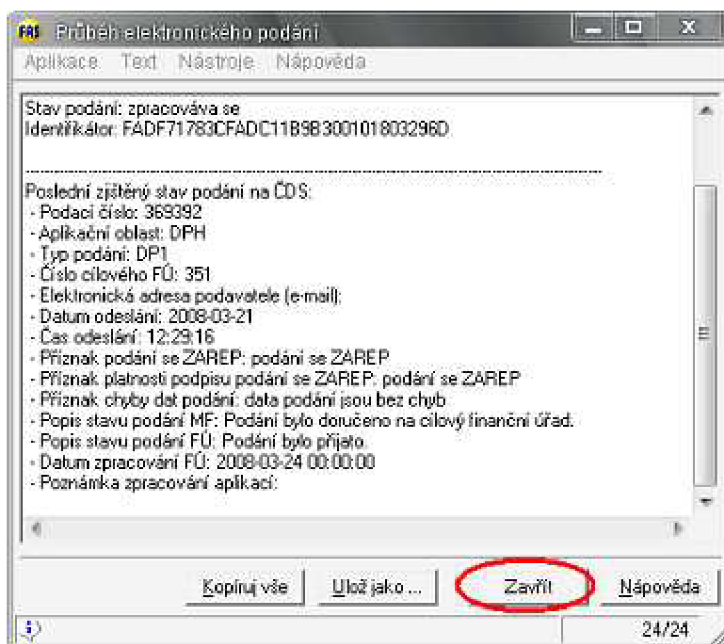 FAS Průběh elektronického podání
Aplikace Text Nástroje Nápověda
Stav podání: zpracováva se
Identifikátor: FADF71783CFADC11B9B300101803296D
Poslední zjištěný stav podání na ČDS:
- Podací číslo: 369392
- Aplikační oblast: DPH
- Typ podání: DP1
- Číslo cílového FÚ: 351
- Elektronická adresa podavatele (e-mail):
- Datum odeslání: 2008-03-21
- Čas odeslání: 12:29:16
- Příznak podání se ZAREP: podání se ZAREP
- Příznak platnosti podpisu podání se ZAREP: podání se ZAREP
- Příznak chyby dat podání: data podání jsou bez chyb
- Popis stavu podání MF: Podání bylo doručeno na cílový finanční úřad.
- Popis stavu podání FÚ: Podání bylo přijato.
- Datum zpracování FÚ: 2008-03-24 00:00:00
- Poznámka zpracování aplikací:
Kopíruj vše Ulož jako ... Zavřít Nápověda
24/24